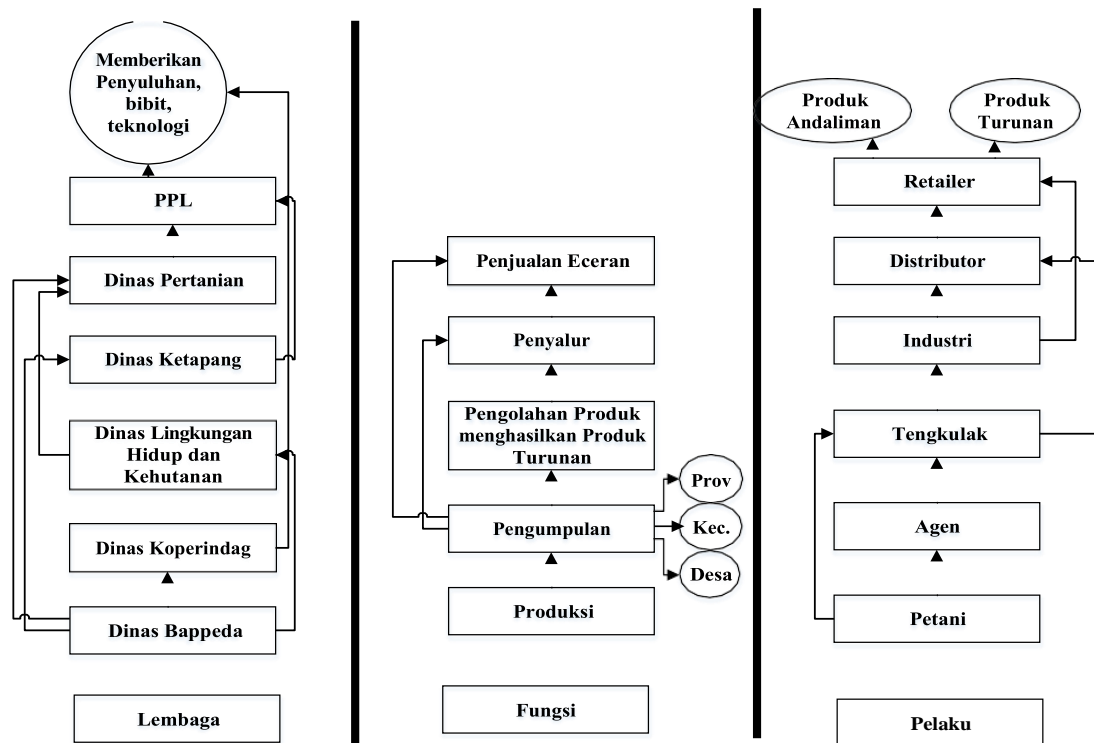 Memberikan
Penyuluhan,
bibit,
teknologi
PPL
Dinas Pertanian
Dinas Ketapang
Dinas Lingkungan
Hidup dan
Kehutanan
Dinas Koperindag
Dinas Bappeda
Lembaga
Penjualan Eceran
Penyalur
Pengolahan Produk
menghasilkan Produk
Turunan
Pengumpulan
Prov
Kec.
Desa
Produksi
Fungsi
Produk
Andaliman
Produk
Turunan
Retailer
Distributor
Industri
Tengkulak
Agen
Petani
Pelaku